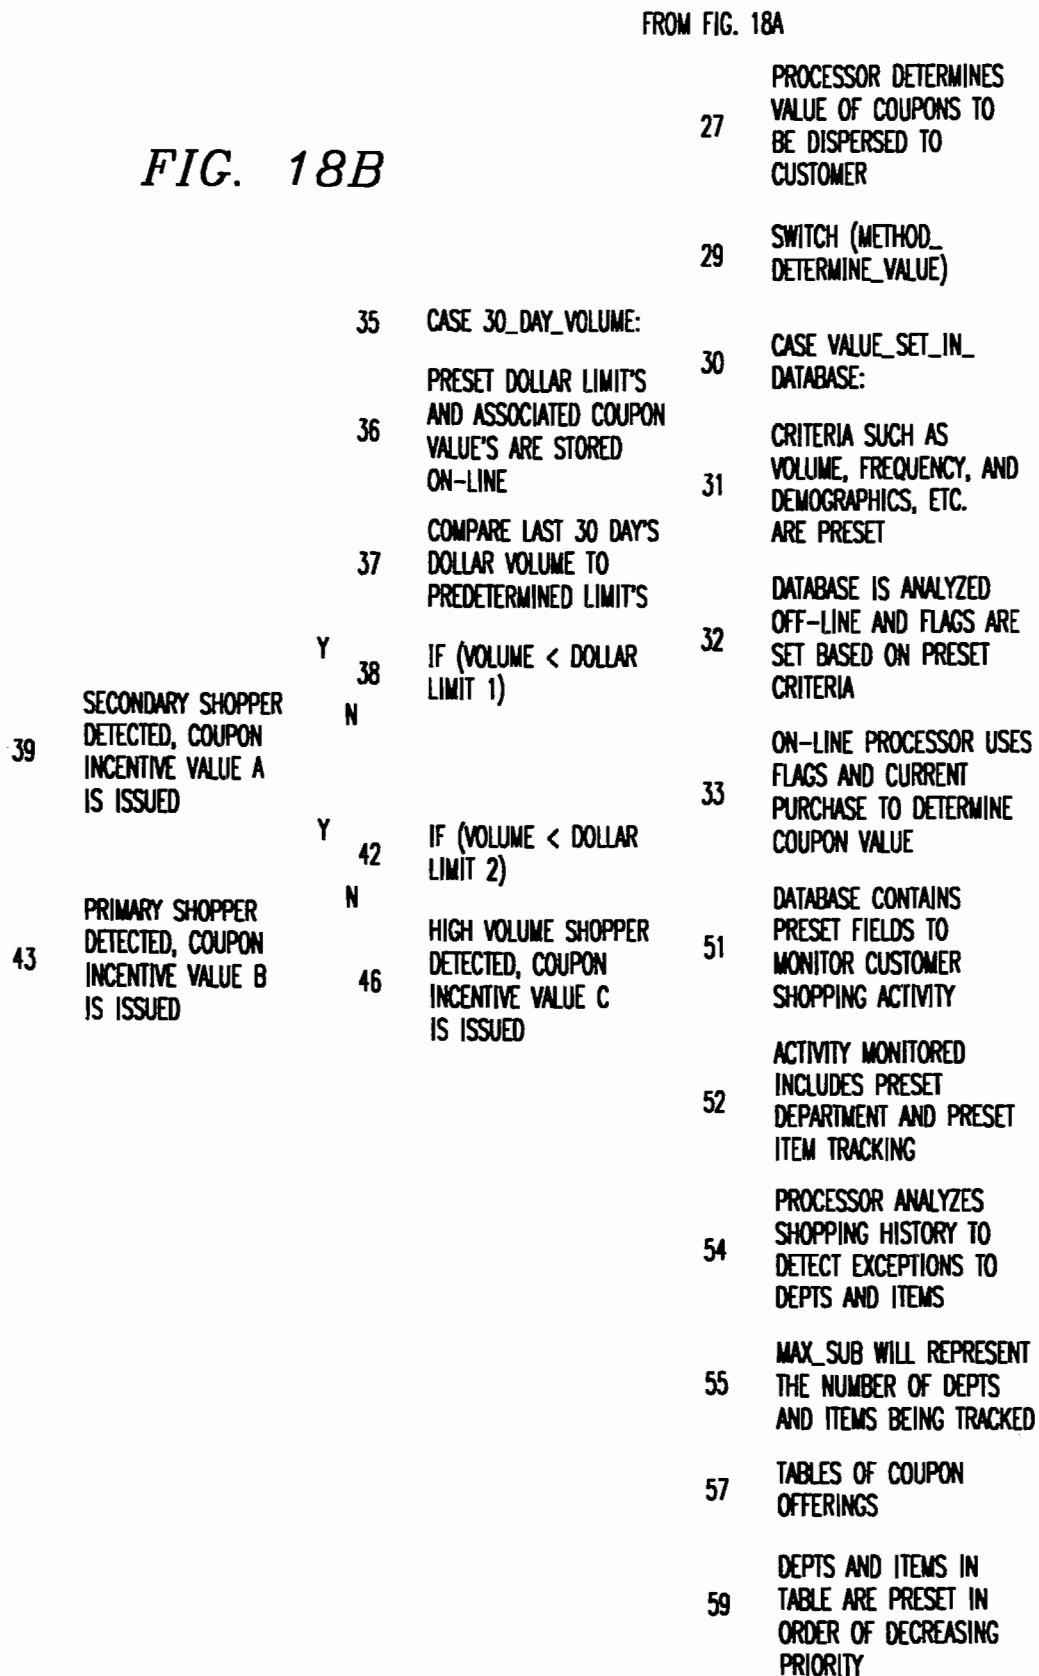 FROM FIG. 18A
FIG. 18B
27
PROCESSOR DETERMINES
VALUE OF COUPONS TO
BE DISPERSED TO
CUSTOMER
29
SWITCH (METHOD_
DETERMINE_VALUE)
30
CASE VALUE_SET_IN_
DATABASE:
31
CRITERIA SUCH AS
VOLUME, FREQUENCY, AND
DEMOGRAPHICS, ETC.
ARE PRESET
32
DATABASE IS ANALYZED
OFF-LINE AND FLAGS ARE
SET BASED ON PRESET
CRITERIA
33
ON-LINE PROCESSOR USES
FLAGS AND CURRENT
PURCHASE TO DETERMINE
COUPON VALUE
35
CASE 30_DAY_VOLUME:
36
PRESET DOLLAR LIMIT'S
AND ASSOCIATED COUPON
VALUE'S ARE STORED
ON-LINE
37
COMPARE LAST 30 DAY'S
DOLLAR VOLUME TO
PREDETERMINED LIMIT'S
Y
38
IF (VOLUME < DOLLAR
LIMIT 1)
N
39
SECONDARY SHOPPER
DETECTED, COUPON
INCENTIVE VALUE A
IS ISSUED
Y
42
IF (VOLUME < DOLLAR
LIMIT 2)
N
43
PRIMARY SHOPPER
DETECTED, COUPON
INCENTIVE VALUE B
IS ISSUED
46
HIGH VOLUME SHOPPER
DETECTED, COUPON
INCENTIVE VALUE C
IS ISSUED
51
DATABASE CONTAINS
PRESET FIELDS TO
MONITOR CUSTOMER
SHOPPING ACTIVITY
52
ACTIVITY MONITORED
INCLUDES PRESET
DEPARTMENT AND PRESET
ITEM TRACKING
54
PROCESSOR ANALYZES
SHOPPING HISTORY TO
DETECT EXCEPTIONS TO
DEPTS AND ITEMS
55
MAX_SUB WILL REPRESENT
THE NUMBER OF DEPTS
AND ITEMS BEING TRACKED
57
TABLES OF COUPON
OFFERINGS
59
DEPTS AND ITEMS IN
TABLE ARE PRESET IN
ORDER OF DECREASING
PRIORITY